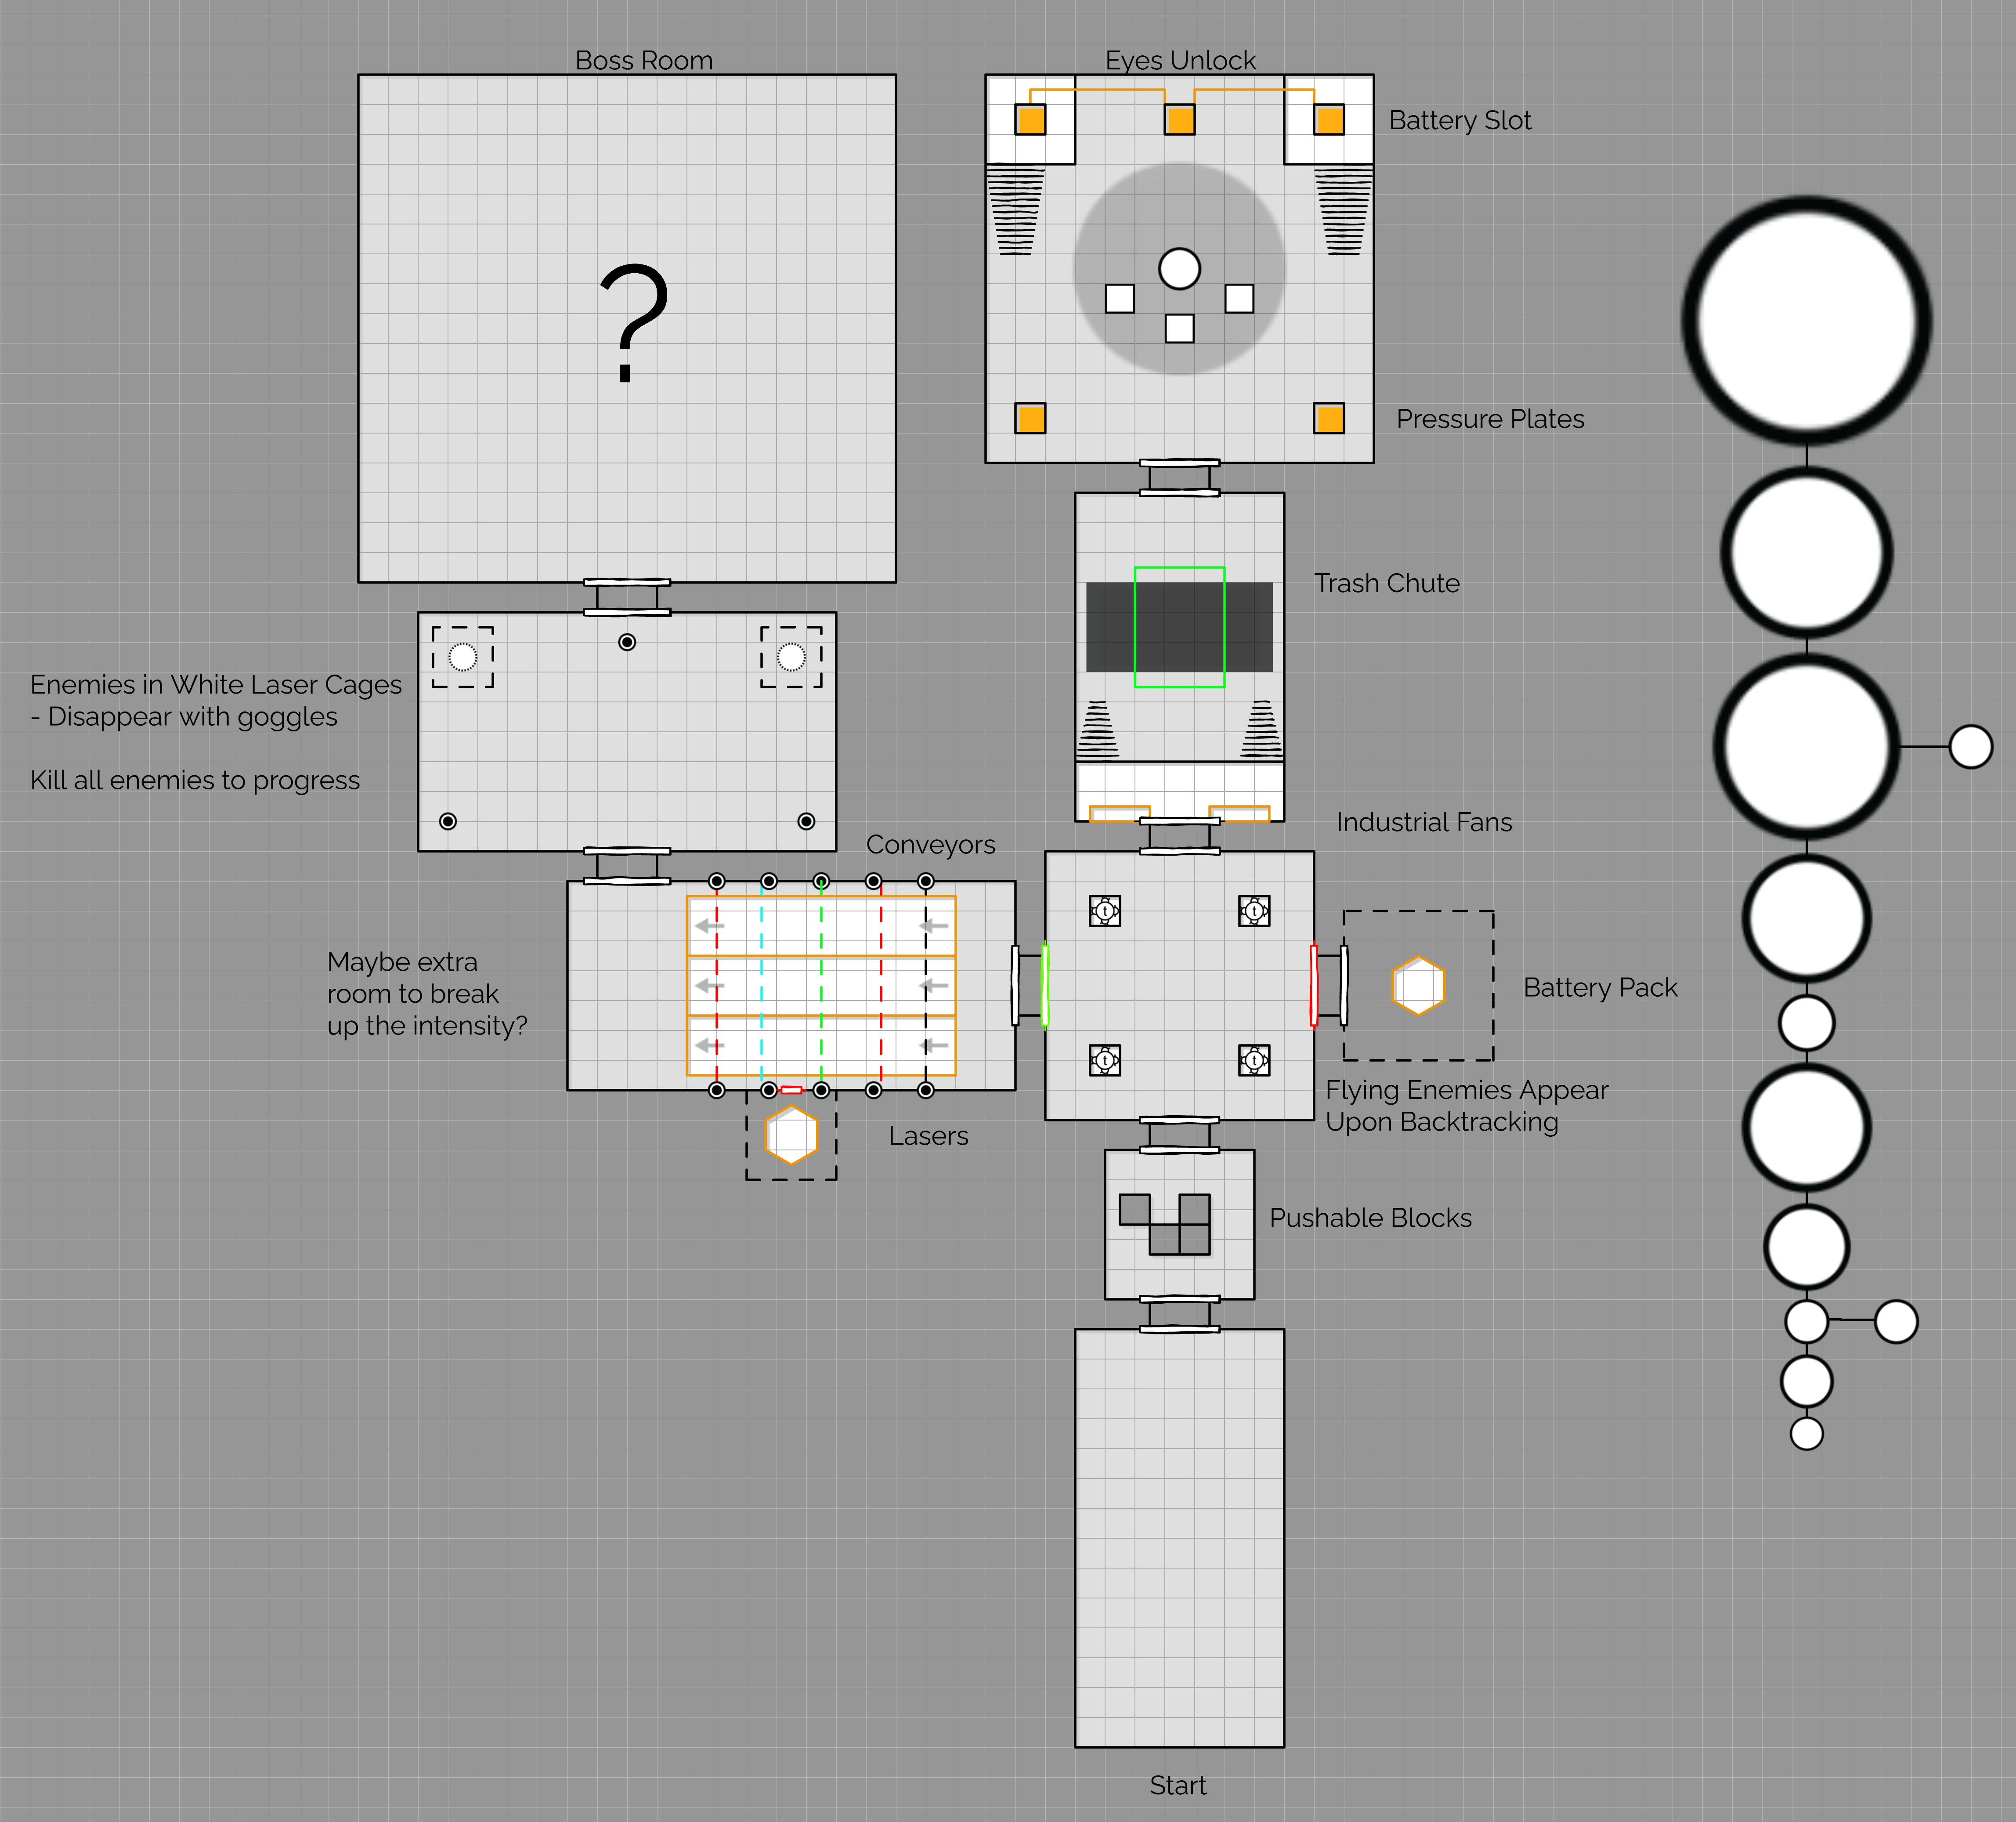 Boss Room
Eyes Unlock
Battery Slot
?
Pressure Plates
Trash Chute
Enemies in White Laser Cages
- Disappear with goggles
Kill all enemies to progress
Industrial Fans
Conveyors
t
t
Maybe extra
room to break
up the intensity?
Battery Pack
t
t
Flying Enemies Appear
Upon Backtracking
Lasers
Pushable Blocks
Start